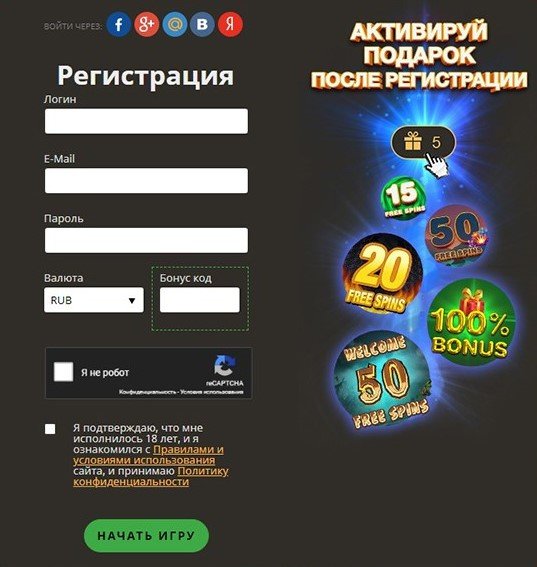 ВОЙТИ ЧЕРЕЗ:
Регистрация
Логин
E-Mail
Пароль
Валюта
Бонус код
RUB
Я не робот
reCAPTCHA
Конфиденциальность - Условия использования
Я подтверждаю, что мне
исполнилось 18 лет, и я
ознакомился с Правилами и
условиями использования
сайта, и принимаю Политику
конфиденциальности
НАЧАТЬ ИГРУ
АКТИВИРУЙ
ПОДАРОК
ПОСЛЕ РЕГИСТРАЦИИ
5
15
FREE SPINS
50
FREE SPINS
20
FREE SPINS
100%
BONUS
WELCOME
50
FREE SPINS